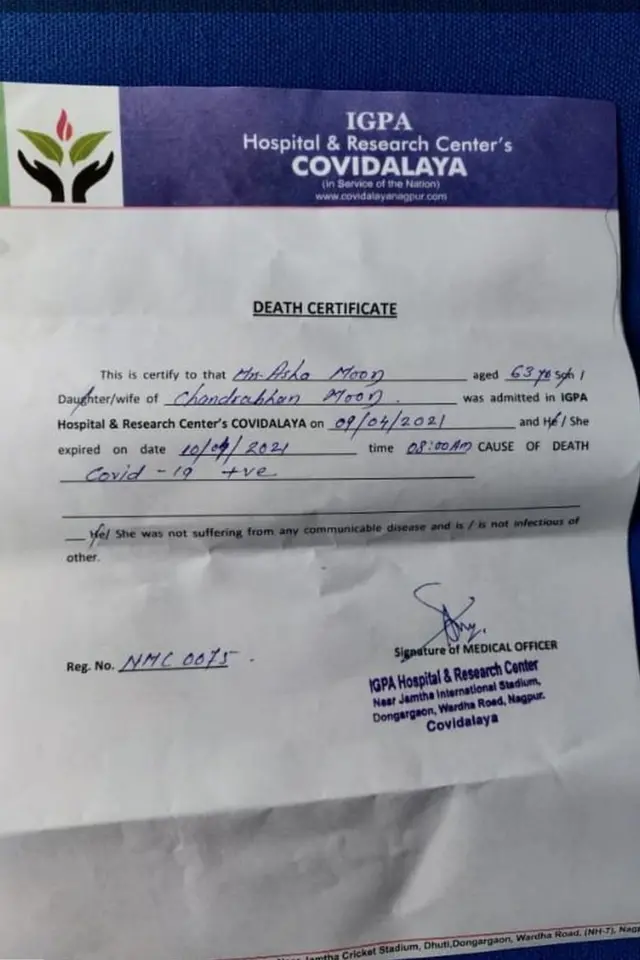 IGPA
Hospital & Research Center's
COVIDALAYA
(In Service of the Nation)
www.covidalayanagpur.com
DEATH CERTIFICATE
This is certify to that Mrs. Asha Moon aged 63 yo Son /
Daughter/wife of Chandrabhan Moon. was admitted in IGPA
Hospital & Research Center's COVIDALAYA on 09/04/2021 and He / She
expired on date 10/04/2021 time 08:00AM CAUSE OF DEATH
Covid-19 +ve
He/ She was not suffering from any communicable disease and is / is not infectious of
other.
Signature of MEDICAL OFFICER
Reg. No. NMC 0075.
IGPA Hospital & Research Center
Near Jamtha International Stadium,
Dongargaon, Wardha Road, Nagpur.
Covidalaya
Jamtha Cricket Stadium, Dhuti,Dongargaon, Wardha Road, (NH-7),